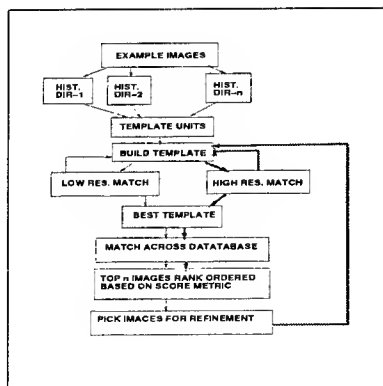 EXAMPLE IMAGES
HIST. DIR-1
HIST. DIR-2
HIST. DIR-n
TEMPLATE UNITS
BUILD TEMPLATE
LOW RES. MATCH
HIGH RES. MATCH
BEST TEMPLATE
MATCH ACROSS DATATABASE
TOP n IMAGES RANK ORDERED
BASED ON SCORE METRIC
PICK IMAGES FOR REFINEMENT